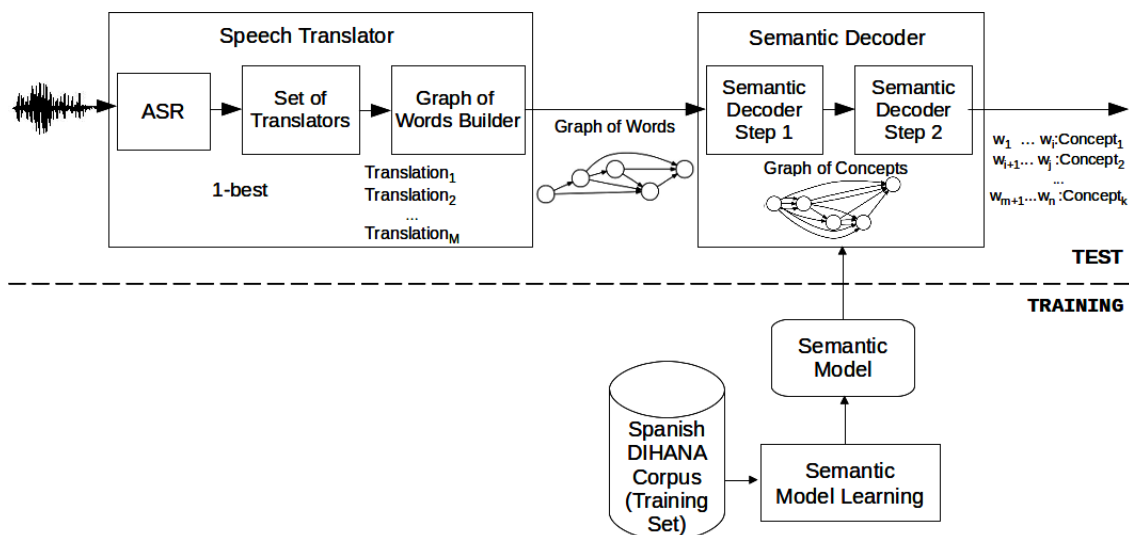 Speech Translator
ASR
Set of
Translators
Graph of
Words Builder
1-best
Translation1
Translation2
...
TranslationM
Graph of Words
Semantic Decoder
Semantic
Decoder
Step 1
Semantic
Decoder
Step 2
Graph of Concepts
w1 ... wi:Concept1
wi+1... wj :Concept2
...
wm+1...wn :Conceptk
TEST
TRAINING
Semantic
Model
Spanish
DIHANA
Corpus
(Training
Set)
Semantic
Model Learning